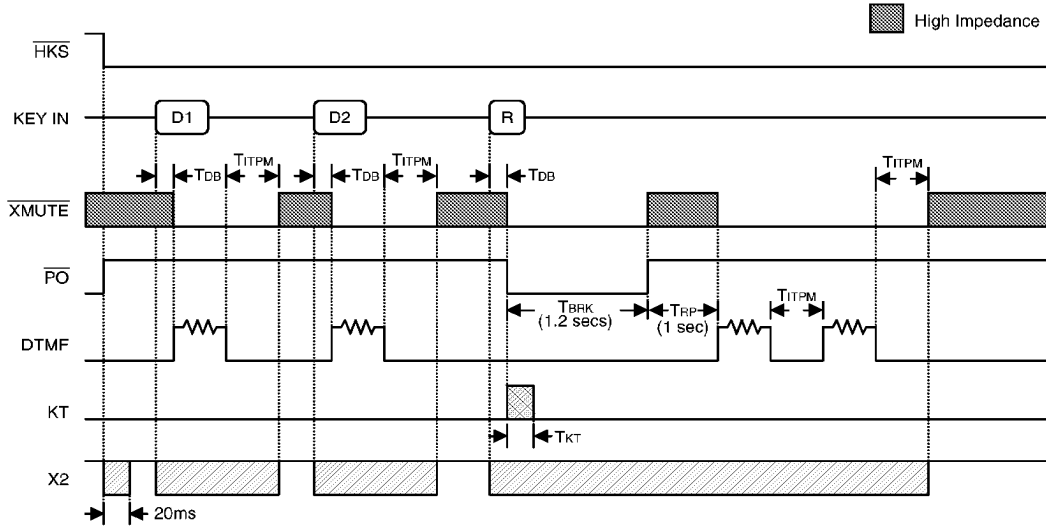 High Impedance
HKS
KEY IN D1 D2 R
TDB TITPM TDB TITPM TDB TITPM
XMUTE
PO
TBRK
(1.2 secs)
TRP
(1 sec)
TITPM
DTMF
KT
TKT
X2
20ms